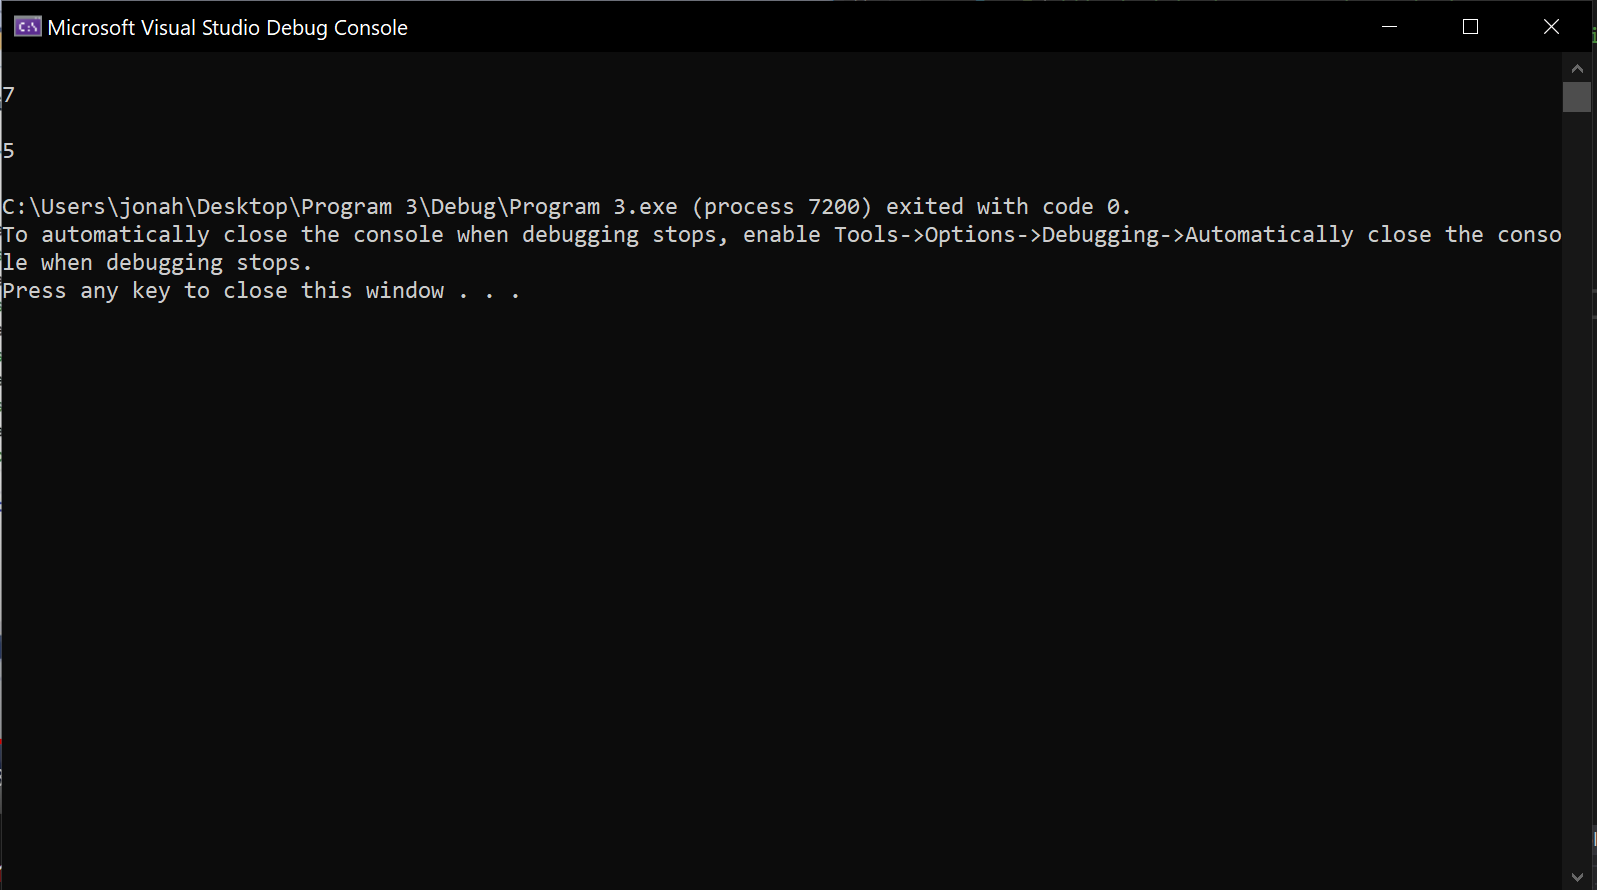 Microsoft Visual Studio Debug Console
7
5
C:\Users\jonah\Desktop\Program 3\Debug\Program 3.exe (process 7200) exited with code 0.
To automatically close the console when debugging stops, enable Tools->Options->Debugging->Automatically close the conso
le when debugging stops.
Press any key to close this window . . .